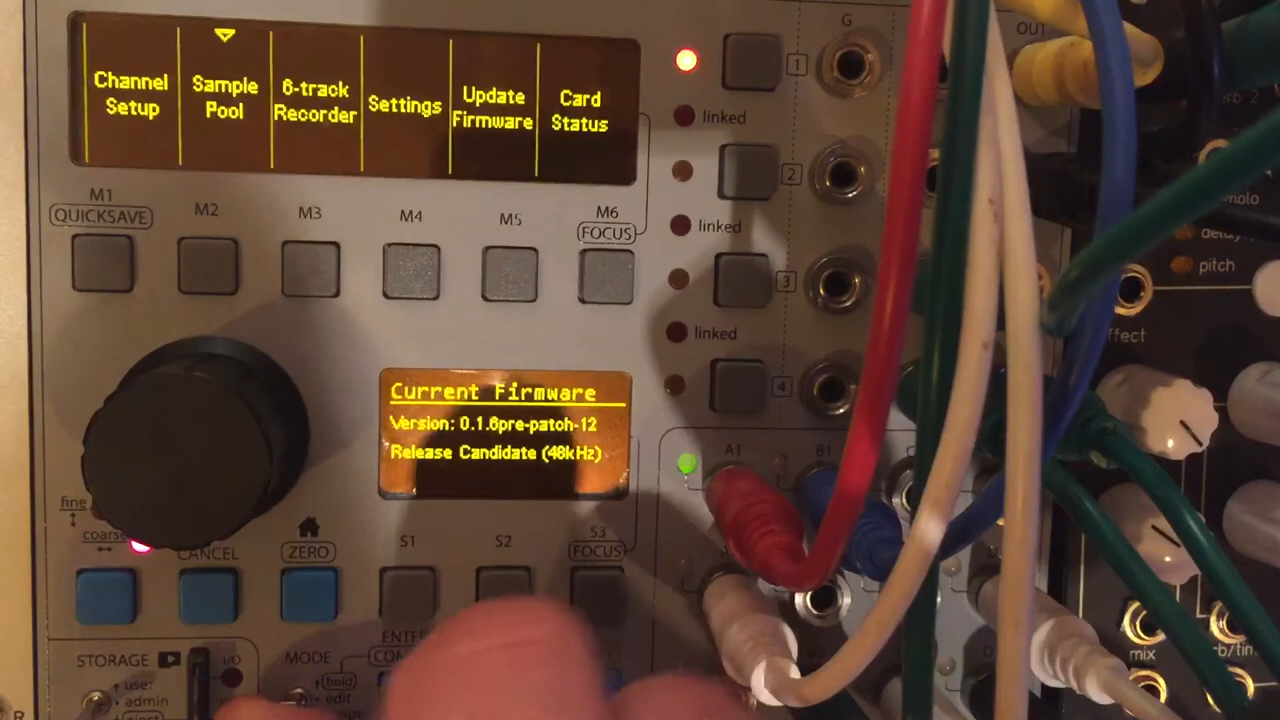 Channel Setup
Sample Pool
6-track Recorder
Settings
Update Firmware
Card Status
M1
QUICKSAVE
M2
M3
M4
M5
M6
FOCUS
1
linked
2
linked
3
linked
4
G
OUT
delay
pitch
Current Firmware
Version: 0.1.6pre-patch-12
Release Candidate (48kHz)
A1
B1
fine
coarse
CANCEL
ZERO
S1
S2
S3
FOCUS
STORAGE
I/O
user
admin
eject
MODE
hold
edit
mix
R